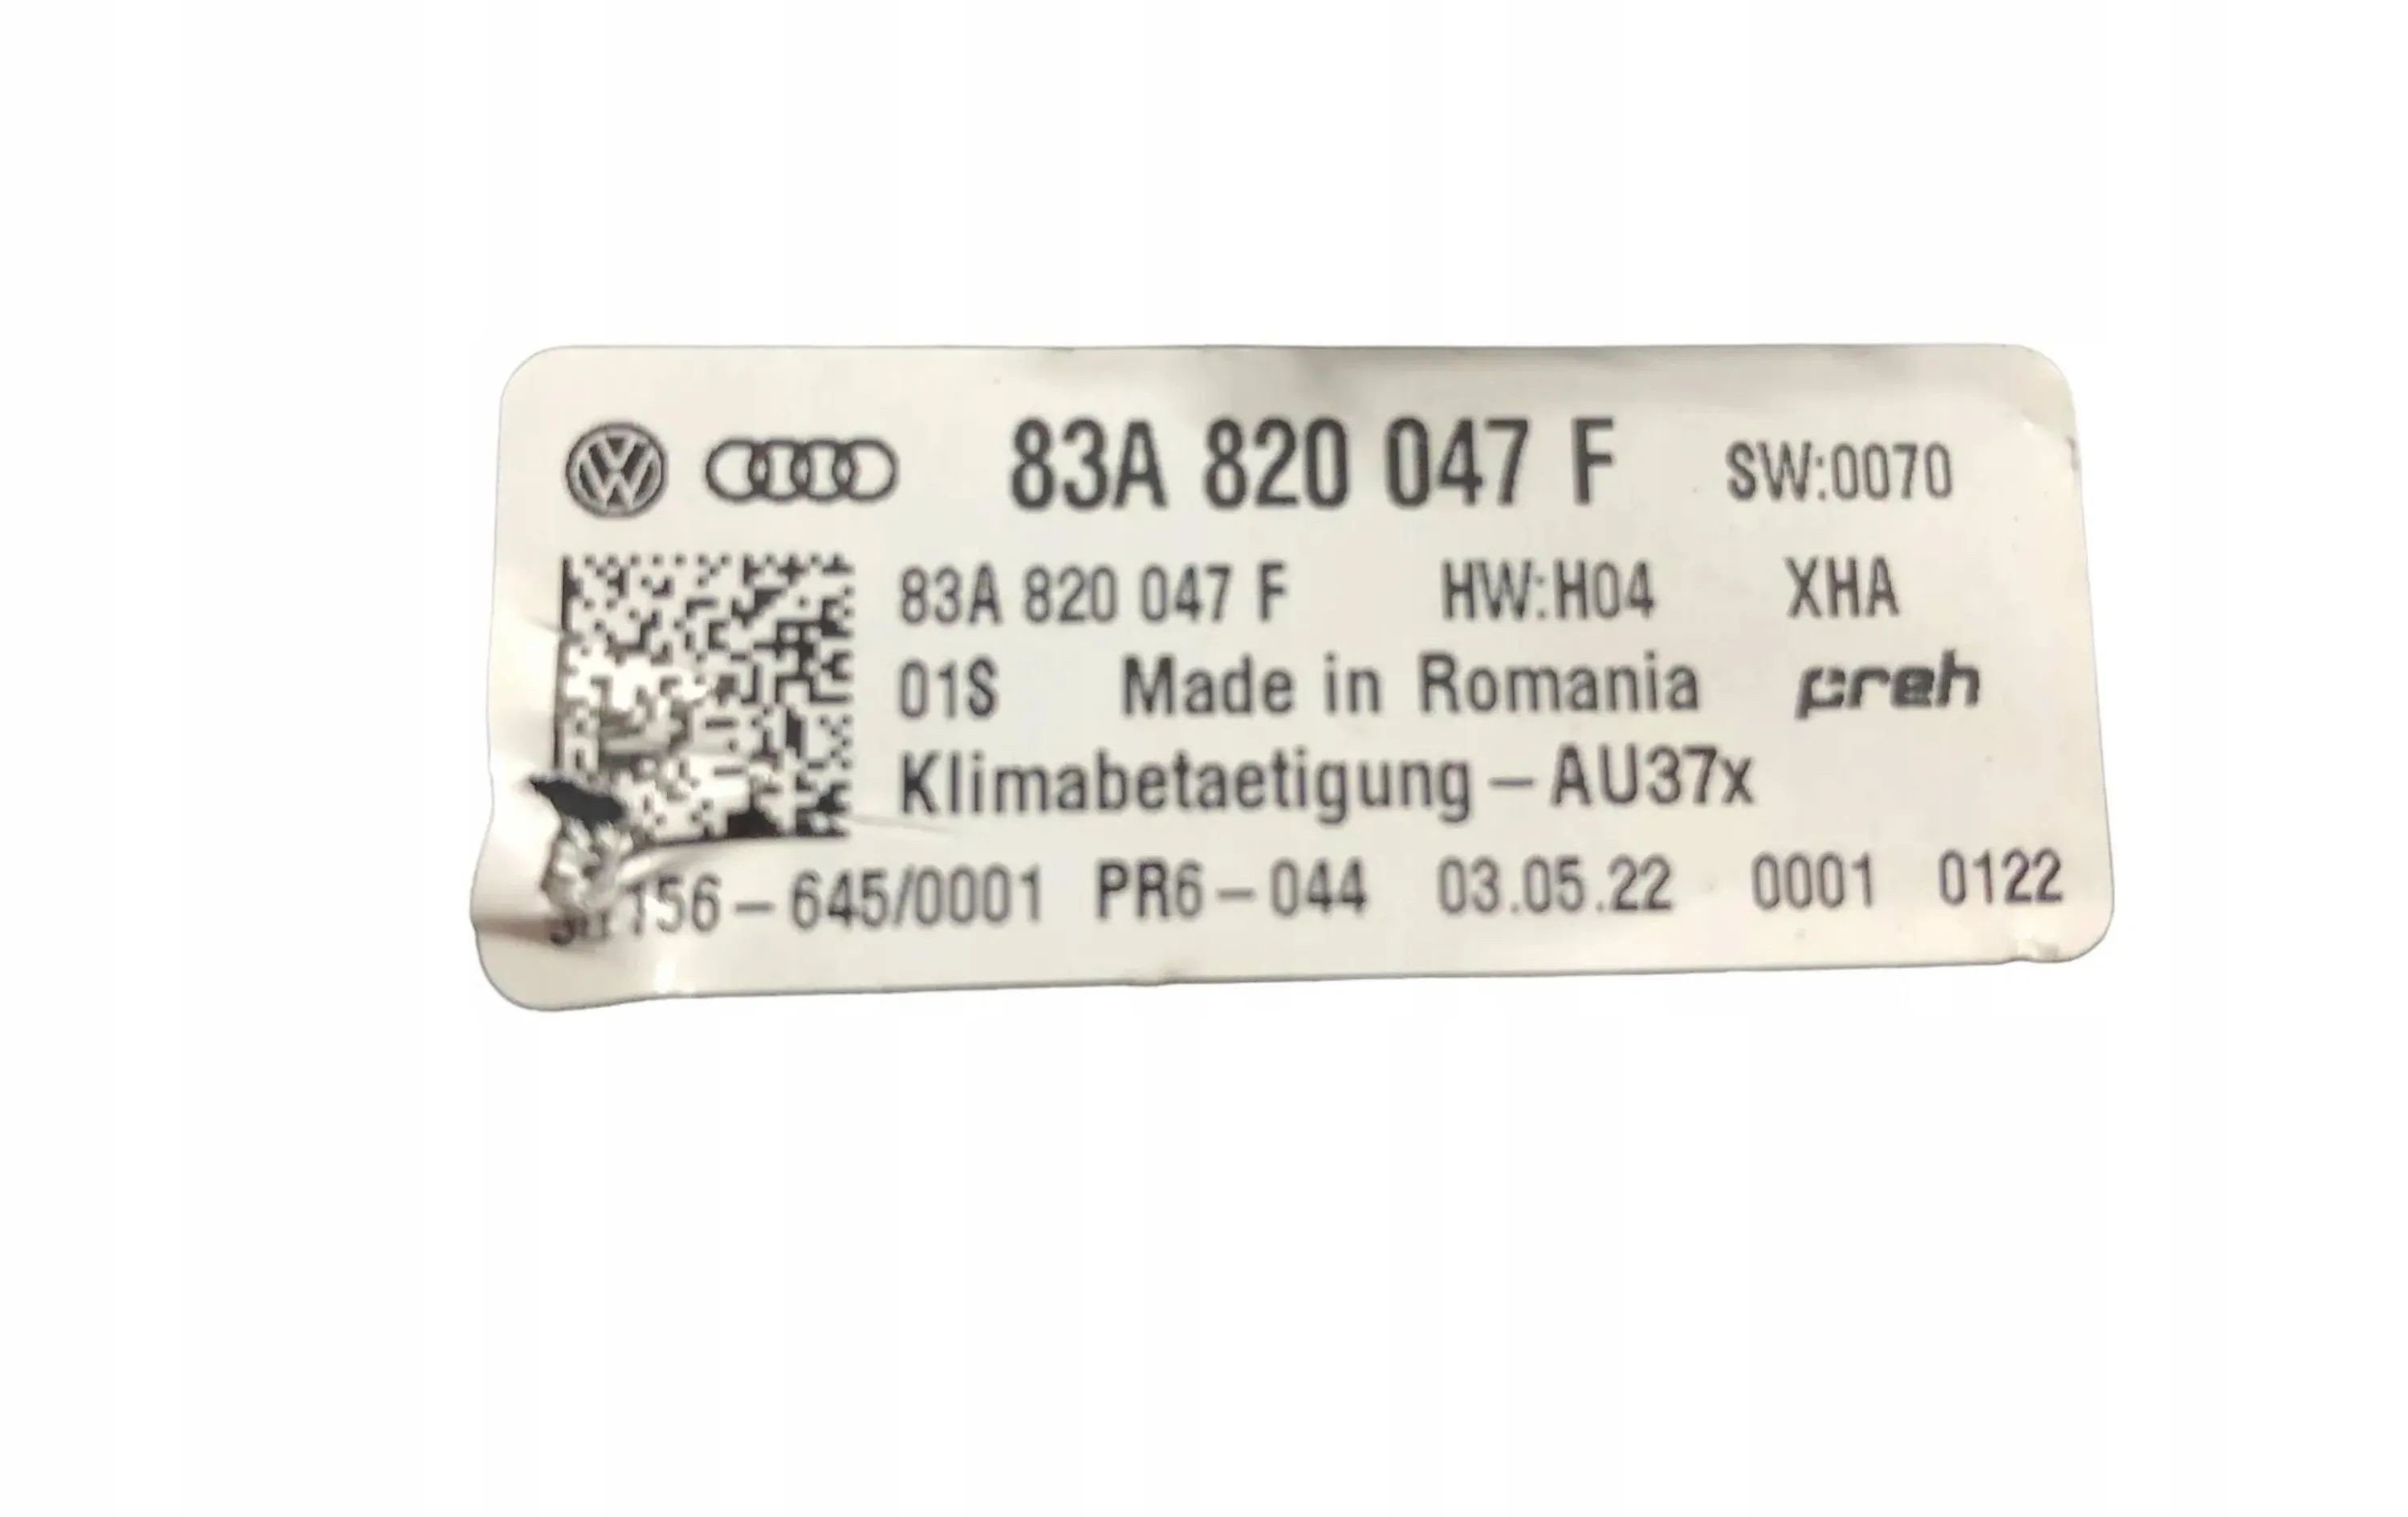 83A 820 047 F SW:0070
83A 820 047 F HW:H04 XHA
01S Made in Romania preh
Klimabetaetigung-AU37x
156-645/0001 PR6-044 03.05.22 0001 0122